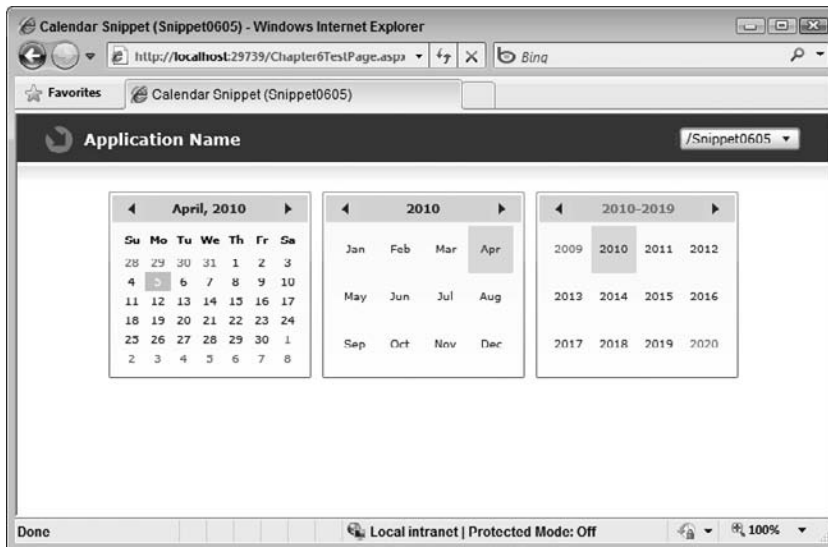 Calendar Snippet (Snippet0605) - Windows Internet Explorer
http://localhost:29739/Chapter6TestPage.aspx
Bing
Favorites
Calendar Snippet (Snippet0605)
Application Name
/Snippet0605
April, 2010
Su Mo Tu We Th Fr Sa
28 29 30 31 1 2 3
4 5 6 7 8 9 10
11 12 13 14 15 16 17
18 19 20 21 22 23 24
25 26 27 28 29 30 1
2 3 4 5 6 7 8
2010
Jan Feb Mar Apr
May Jun Jul Aug
Sep Oct Nov Dec
2010-2019
2009 2010 2011 2012
2013 2014 2015 2016
2017 2018 2019 2020
Done
Local intranet | Protected Mode: Off
100%